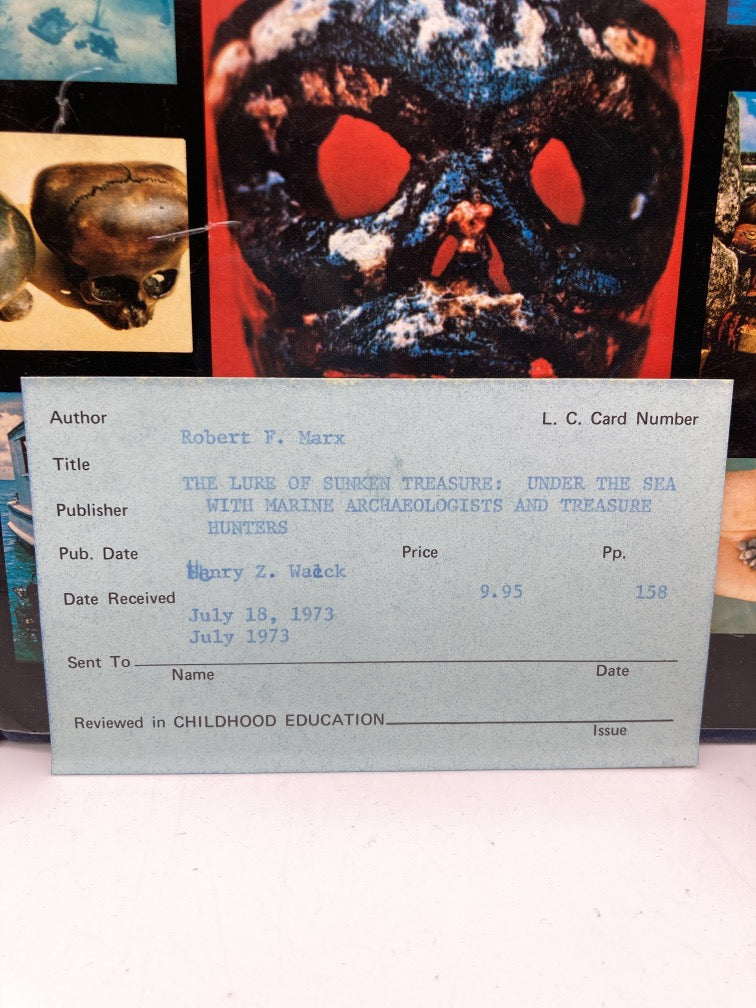 Author
L. C. Card Number
Robert F. Marx
Title
THE LURE OF SUNKEN TREASURE: UNDER THE SEA
WITH MARINE ARCHAEOLOGISTS AND TREASURE
HUNTERS
Publisher
Pub. Date
Price
Pp.
Henry Z. Walck
9.95
158
Date Received
July 18, 1973
July 1973
Sent To
Name
Date
Reviewed in CHILDHOOD EDUCATION
Issue